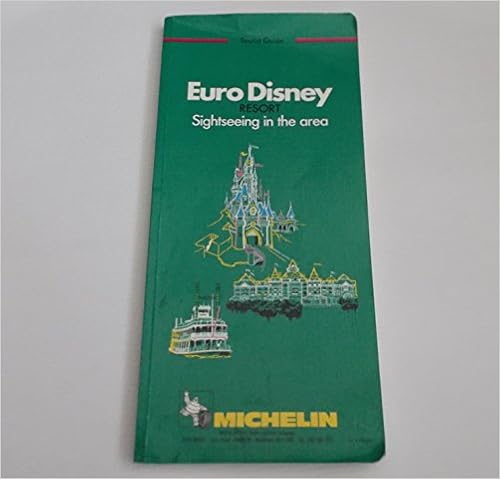 Tourist Guide
Euro Disney
RESORT
Sightseeing in the area
MICHELIN